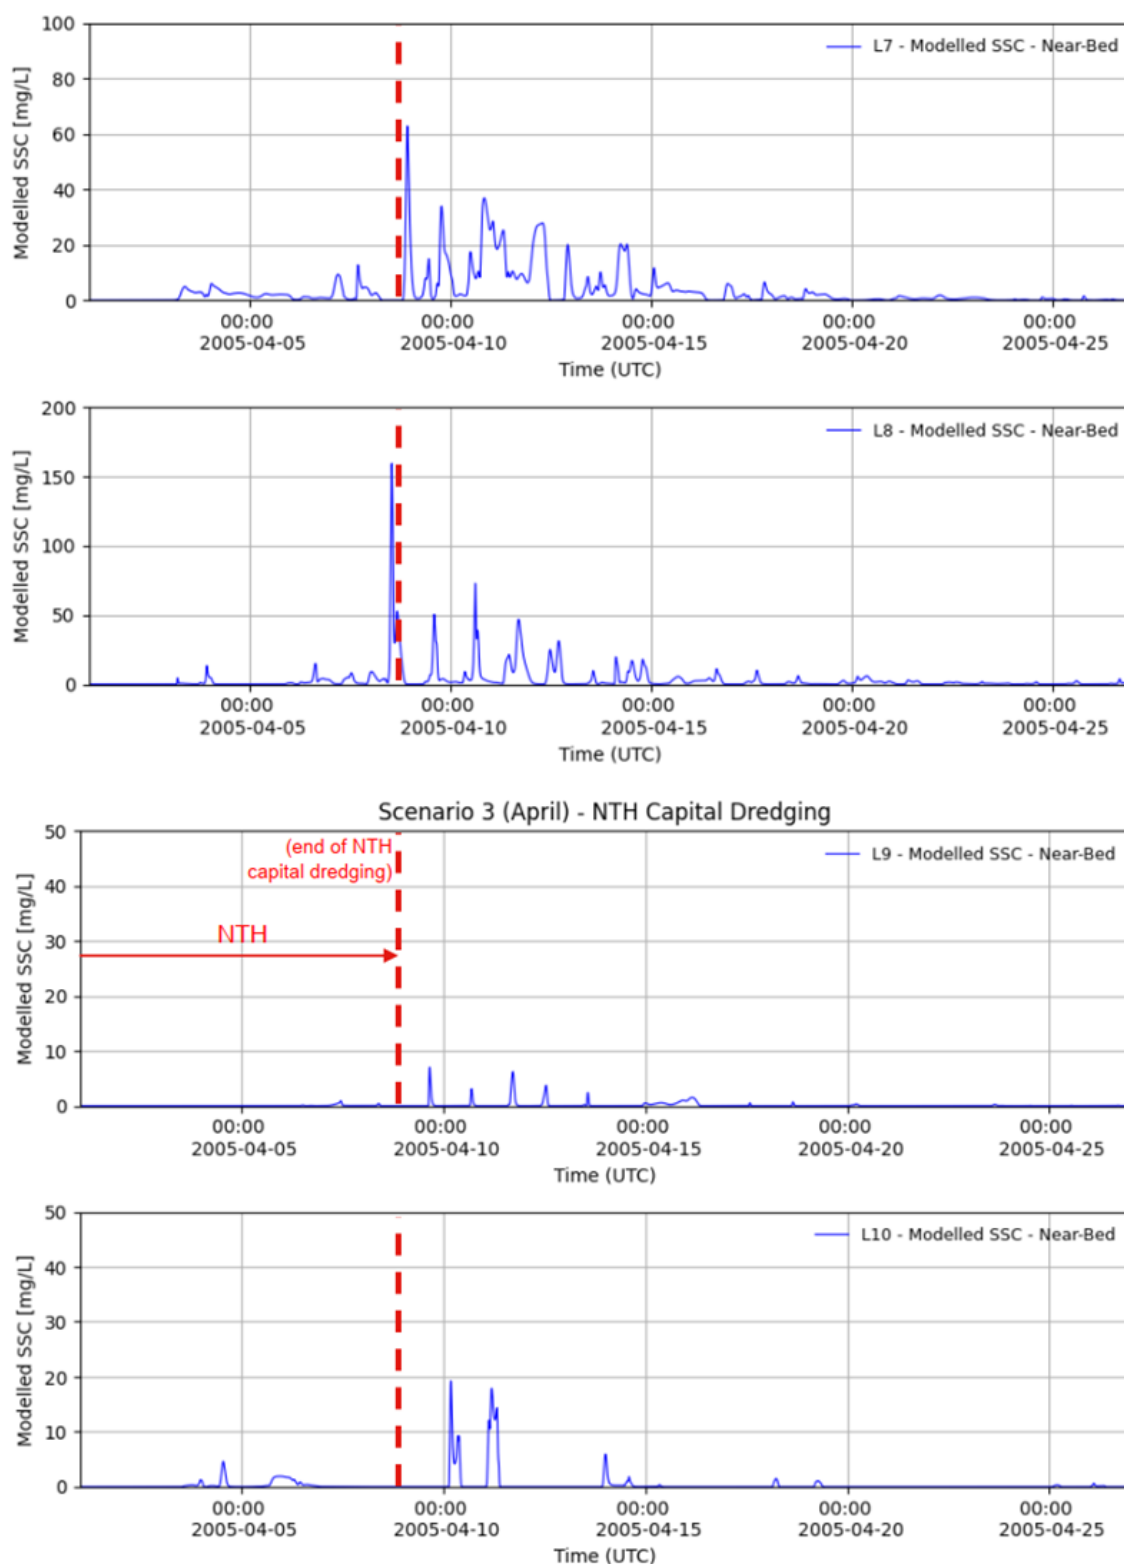 100
80
60
40
20
0
Modelled SSC [mg/L]
L7 - Modelled SSC - Near-Bed
00:00 00:00 00:00 00:00 00:00
2005-04-05 2005-04-10 2005-04-15 2005-04-20 2005-04-25
Time (UTC)
200
150
100
50
0
Modelled SSC [mg/L]
L8 - Modelled SSC - Near-Bed
00:00 00:00 00:00 00:00 00:00
2005-04-05 2005-04-10 2005-04-15 2005-04-20 2005-04-25
Time (UTC)
Scenario 3 (April) - NTH Capital Dredging
50
40
30
20
10
0
Modelled SSC [mg/L]
(end of NTH
capital dredging)
NTH
L9 - Modelled SSC - Near-Bed
00:00 00:00 00:00 00:00 00:00
2005-04-05 2005-04-10 2005-04-15 2005-04-20 2005-04-25
Time (UTC)
50
40
30
20
10
0
Modelled SSC [mg/L]
L10 - Modelled SSC - Near-Bed
00:00 00:00 00:00 00:00 00:00
2005-04-05 2005-04-10 2005-04-15 2005-04-20 2005-04-25
Time (UTC)